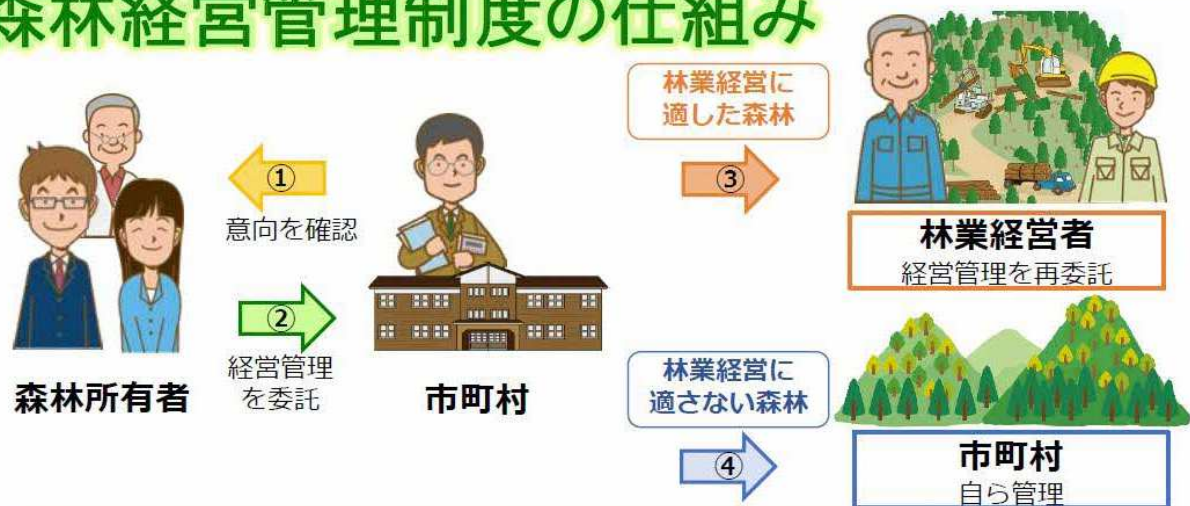 森林経営管理制度の仕組み
①
意向を確認
②
経営管理
を委託
森林所有者
市町村
林業経営に
適した森林
③
林業経営者
経営管理を再委託
林業経営に
適さない森林
④
市町村
自ら管理